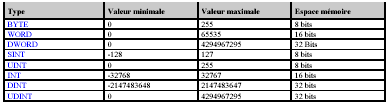 Type Valeur minimale Valeur maximale Espace mémoire
BYTE 0 255 8 bits
WORD 0 65535 16 bits
DWORD 0 4294967295 32 Bits
SINT -128 127 8 bits
UINT 0 255 8 bits
INT -32768 32767 16 bits
DINT -2147483648 2147483647 32 bits
UDINT 0 4294967295 32 bits